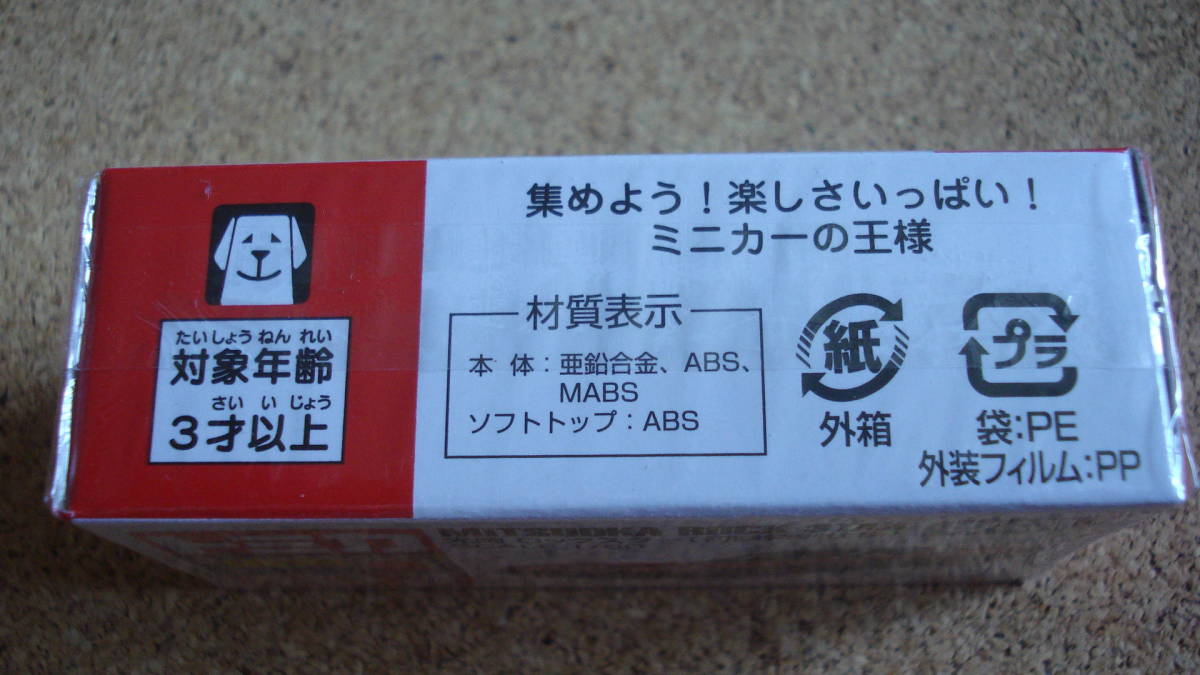 集めよう！楽しさいっぱい！
ミニカーの王様
たいしょう ねん れい
対象年齢
さい い じょう
3才以上
材質表示
本 体：亜鉛合金、ABS、
MABS
ソフトトップ：ABS
紙
外箱
プラ
袋:PE
外装フィルム:PP
MITSUOKA